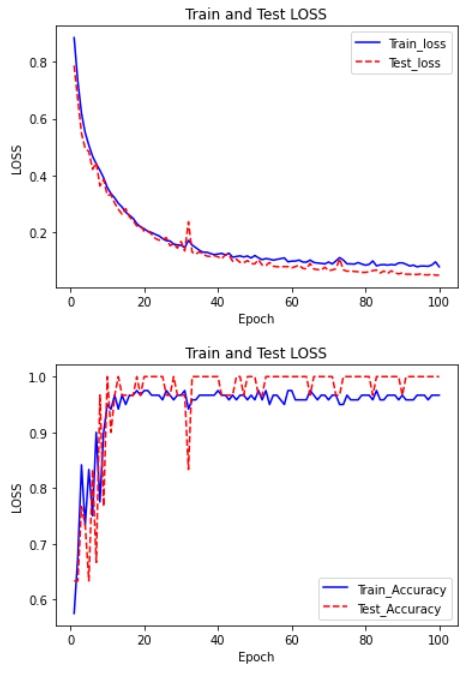 Train and Test LOSS
Train_loss
Test_loss
0.8
0.6
0.4
0.2
LOSS
0 20 40 60 80 100
Epoch
Train and Test LOSS
1.0
0.9
0.8
0.7
0.6
LOSS
Train_Accuracy
Test_Accuracy
0 20 40 60 80 100
Epoch